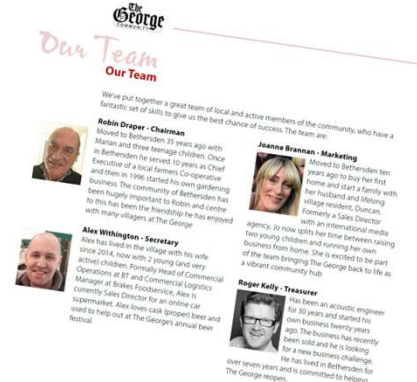 The
George
COMMUNITY
Our Team
Our Team
We've put together a great team of local and active members of the community, who have a
fantastic set of skills to give us the best chance of success. The team are:
Robin Draper - Chairman
Moved to Bethersden 35 years ago with
Marian and three teenage children. Once
in Bethersden he served 10 years as Chief
Executive of a local farmers Co-operative
and then in 1996 started his own gardening
business. The community of Bethersden has
been hugely important to Robin and centre
to this has been the friendship he has enjoyed
with many villagers at The George
Alex Withington - Secretary
Alex has lived in the village with his wife
since 2014, now with 2 young (and very
active) children. Formally Head of Commercial
Operations at BT and Commercial Logistics
Manager at Brakes Foodservice, Alex is
currently Sales Director for an online car
supermarket. Alex loves cask (proper) beer and
used to help out at The George's annual beer
festival.
Joanne Brannan - Marketing
Moved to Bethersden ten
years ago to buy her first
home and start a family with
her husband and lifelong
village resident, Duncan.
Formerly a Sales Director
with an international media
agency, Jo now splits her time between raising
two young children and running her own
business from home. She is excited to be part
of the team bringing The George back to life as
a vibrant community hub
Roger Kelly - Treasurer
Has been an acoustic engineer
for 30 years and started his
own business twenty years
ago. The business has recently
been sold and he is looking
for a new business challenge.
He has lived in Bethersden for
over seven years and is committed to helping
The George reopen.